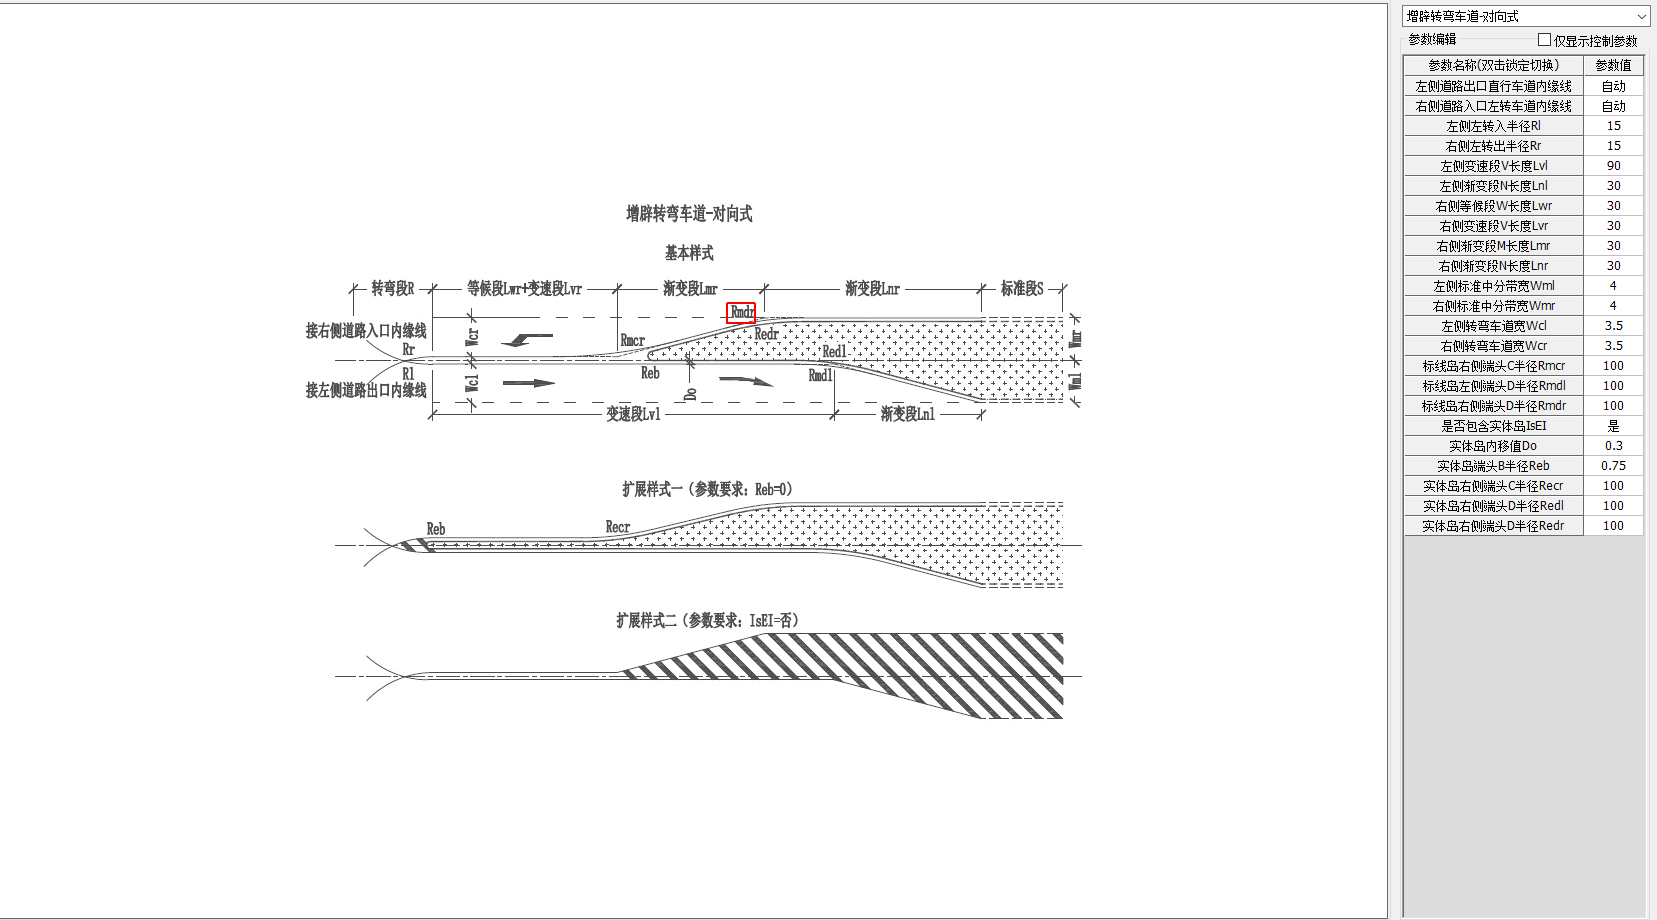 增辟转弯车道-对向式
基本样式
转弯段R
等候段Lwr+变速段Lvr
渐变段Lmr
渐变段Lnr
标准段S
Rmdr
接右侧道路入口内缘线
Wcr
Rmcr
Redr
Wmr
Rr
Redl
Rl
Reb
Rmdl
接左侧道路出口内缘线
Wcl
Do
Wml
变速段Lvl
渐变段Lnl
扩展样式一（参数要求：Reb=0）
Reb
Recr
扩展样式二（参数要求：IsEI=否）
增辟转弯车道-对向式
参数编辑
仅显示控制参数
参数名称(双击锁定切换) 参数值
左侧道路出口直行车道内缘线 自动
右侧道路入口左转车道内缘线 自动
左侧左转入半径Rl 15
右侧左转出半径Rr 15
左侧变速段V长度Lvl 90
左侧渐变段N长度Lnl 30
右侧等候段W长度Lwr 30
右侧变速段V长度Lvr 30
右侧渐变段M长度Lmr 30
右侧渐变段N长度Lnr 30
左侧标准中分带宽Wml 4
右侧标准中分带宽Wmr 4
左侧转弯车道宽Wcl 3.5
右侧转弯车道宽Wcr 3.5
标线岛右侧端头C半径Rmcr 100
标线岛左侧端头D半径Rmdl 100
标线岛右侧端头D半径Rmdr 100
是否包含实体岛IsEI 是
实体岛内移值Do 0.3
实体岛端头B半径Reb 0.75
实体岛右侧端头C半径Recr 100
实体岛右侧端头D半径Redl 100
实体岛右侧端头D半径Redr 100